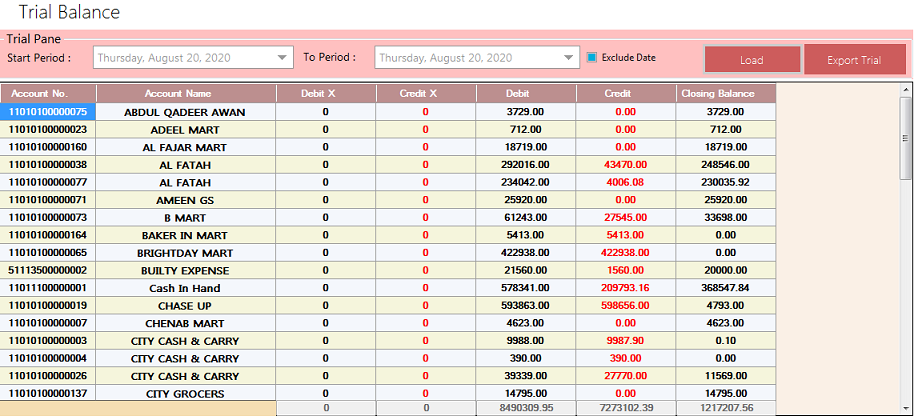 Trial Balance
Trial Pane
Start Period : Thursday, August 20, 2020 To Period : Thursday, August 20, 2020 Exclude Date Load Export Trial
Account No. Account Name Debit X Credit X Debit Credit Closing Balance
11010100000075 ABDUL QADEER AWAN 0 0 3729.00 0.00 3729.00
11010100000023 ADEEL MART 0 0 712.00 0.00 712.00
11010100000160 AL FAJAR MART 0 0 18719.00 0.00 18719.00
11010100000038 AL FATAH 0 0 292016.00 43470.00 248546.00
11010100000077 AL FATAH 0 0 234042.00 4006.08 230035.92
11010100000071 AMEEN GS 0 0 25920.00 0.00 25920.00
11010100000073 B MART 0 0 61243.00 27545.00 33698.00
11010100000164 BAKER IN MART 0 0 5413.00 5413.00 0.00
11010100000065 BRIGHTDAY MART 0 0 422938.00 422938.00 0.00
51113500000002 BUILTY EXPENSE 0 0 21560.00 1560.00 20000.00
11011100000001 Cash In Hand 0 0 578341.00 209793.16 368547.84
11010100000019 CHASE UP 0 0 593863.00 598656.00 4793.00
11010100000007 CHENAB MART 0 0 4623.00 0.00 4623.00
11010100000003 CITY CASH & CARRY 0 0 9988.00 9987.90 0.10
11010100000004 CITY CASH & CARRY 0 0 390.00 390.00 0.00
11010100000026 CITY CASH & CARRY 0 0 39339.00 27770.00 11569.00
11010100000137 CITY GROCERS 0 0 14795.00 0.00 14795.00
0 0 8490309.95 7273102.39 1217207.56